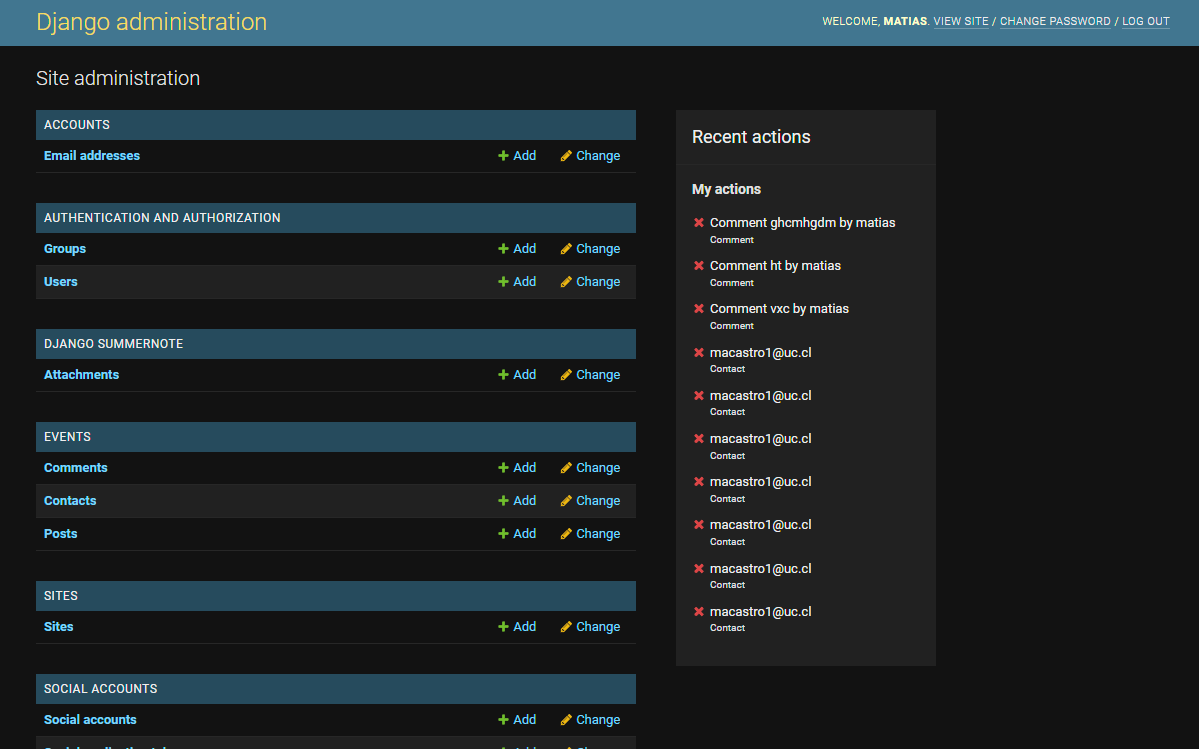 Django administration
WELCOME, MATIAS. VIEW SITE / CHANGE PASSWORD / LOG OUT
Site administration
ACCOUNTS
Email addresses Add Change
AUTHENTICATION AND AUTHORIZATION
Groups Add Change
Users Add Change
DJANGO SUMMERNOTE
Attachments Add Change
EVENTS
Comments Add Change
Contacts Add Change
Posts Add Change
SITES
Sites Add Change
SOCIAL ACCOUNTS
Social accounts Add Change
Recent actions
My actions
Comment ghcmhgdm by matias
Comment
Comment ht by matias
Comment
Comment vxc by matias
Comment
macastro1@uc.cl
Contact
macastro1@uc.cl
Contact
macastro1@uc.cl
Contact
macastro1@uc.cl
Contact
macastro1@uc.cl
Contact
macastro1@uc.cl
Contact
macastro1@uc.cl
Contact